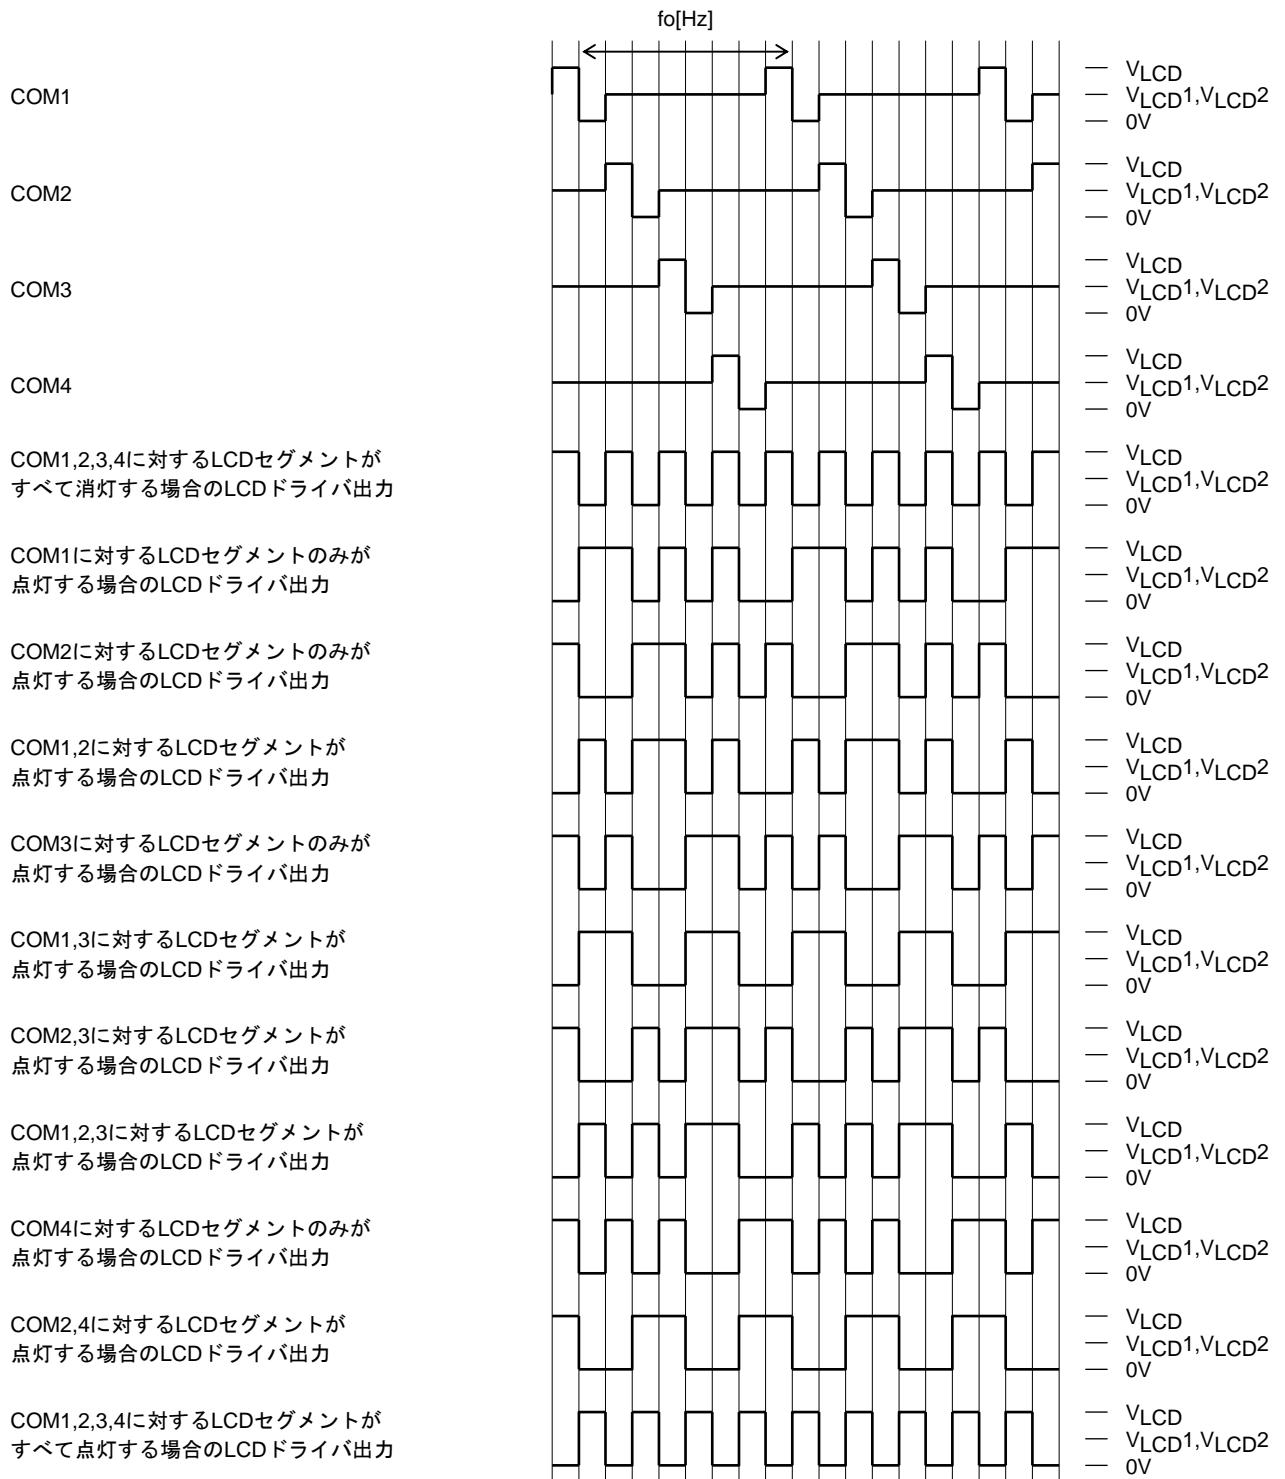 fo[Hz]
COM1
VLCD
VLCD1,VLCD2
0V
COM2
VLCD
VLCD1,VLCD2
0V
COM3
VLCD
VLCD1,VLCD2
0V
COM4
VLCD
VLCD1,VLCD2
0V
COM1,2,3,4に対するLCDセグメントが
すべて消灯する場合のLCDドライバ出力
VLCD
VLCD1,VLCD2
0V
COM1に対するLCDセグメントのみが
点灯する場合のLCDドライバ出力
VLCD
VLCD1,VLCD2
0V
COM2に対するLCDセグメントのみが
点灯する場合のLCDドライバ出力
VLCD
VLCD1,VLCD2
0V
COM1,2に対するLCDセグメントが
点灯する場合のLCDドライバ出力
VLCD
VLCD1,VLCD2
0V
COM3に対するLCDセグメントのみが
点灯する場合のLCDドライバ出力
VLCD
VLCD1,VLCD2
0V
COM1,3に対するLCDセグメントが
点灯する場合のLCDドライバ出力
VLCD
VLCD1,VLCD2
0V
COM2,3に対するLCDセグメントが
点灯する場合のLCDドライバ出力
VLCD
VLCD1,VLCD2
0V
COM1,2,3に対するLCDセグメントが
点灯する場合のLCDドライバ出力
VLCD
VLCD1,VLCD2
0V
COM4に対するLCDセグメントのみが
点灯する場合のLCDドライバ出力
VLCD
VLCD1,VLCD2
0V
COM2,4に対するLCDセグメントが
点灯する場合のLCDドライバ出力
VLCD
VLCD1,VLCD2
0V
COM1,2,3,4に対するLCDセグメントが
すべて点灯する場合のLCDドライバ出力
VLCD
VLCD1,VLCD2
0V